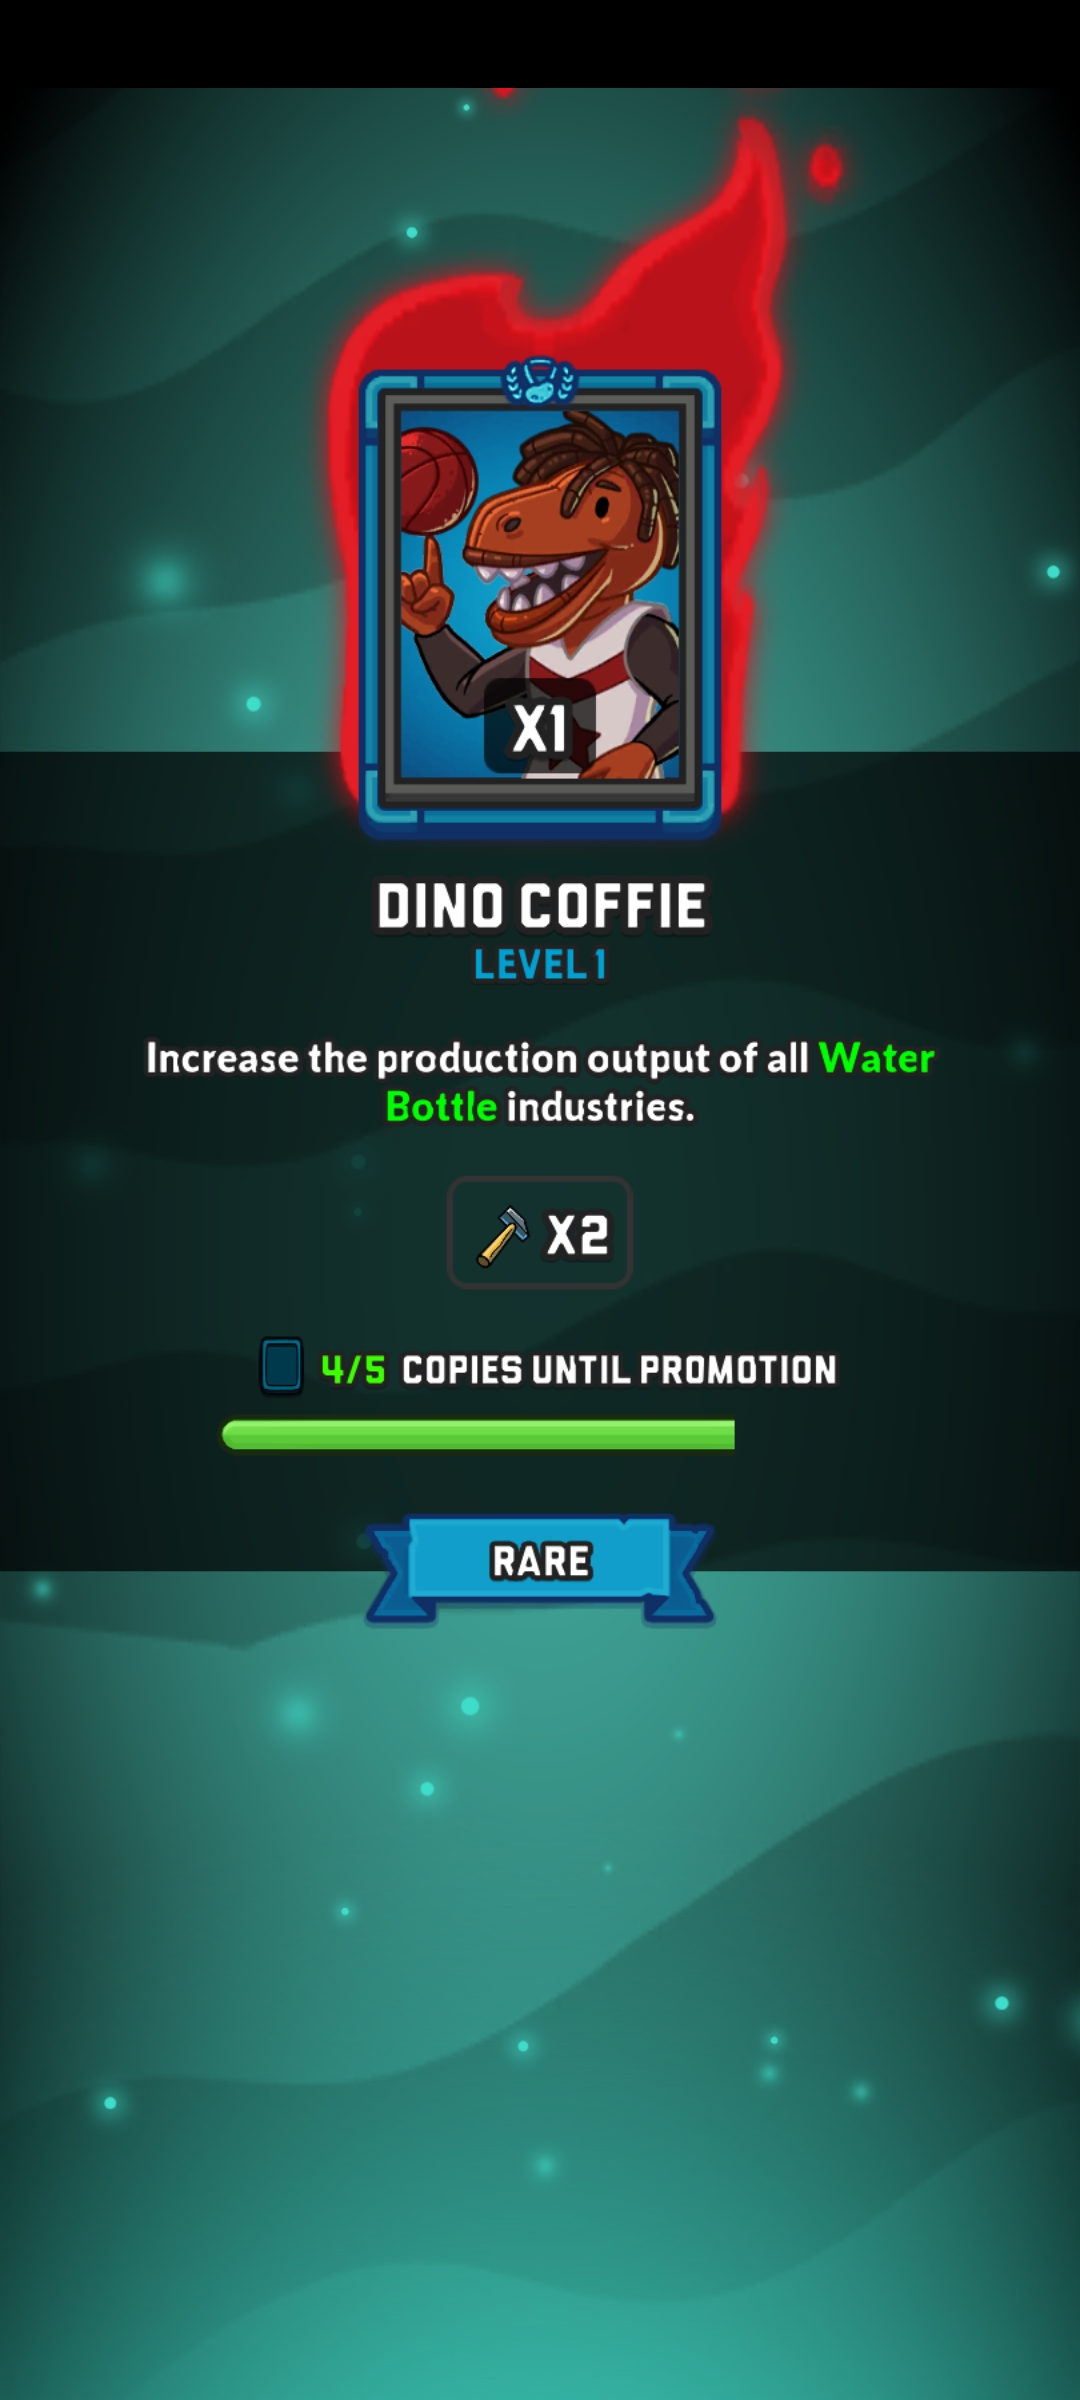 X1
DINO COFFIE
LEVEL 1
Increase the production output of all Water
Bottle industries.
X2
4/5 COPIES UNTIL PROMOTION
RARE